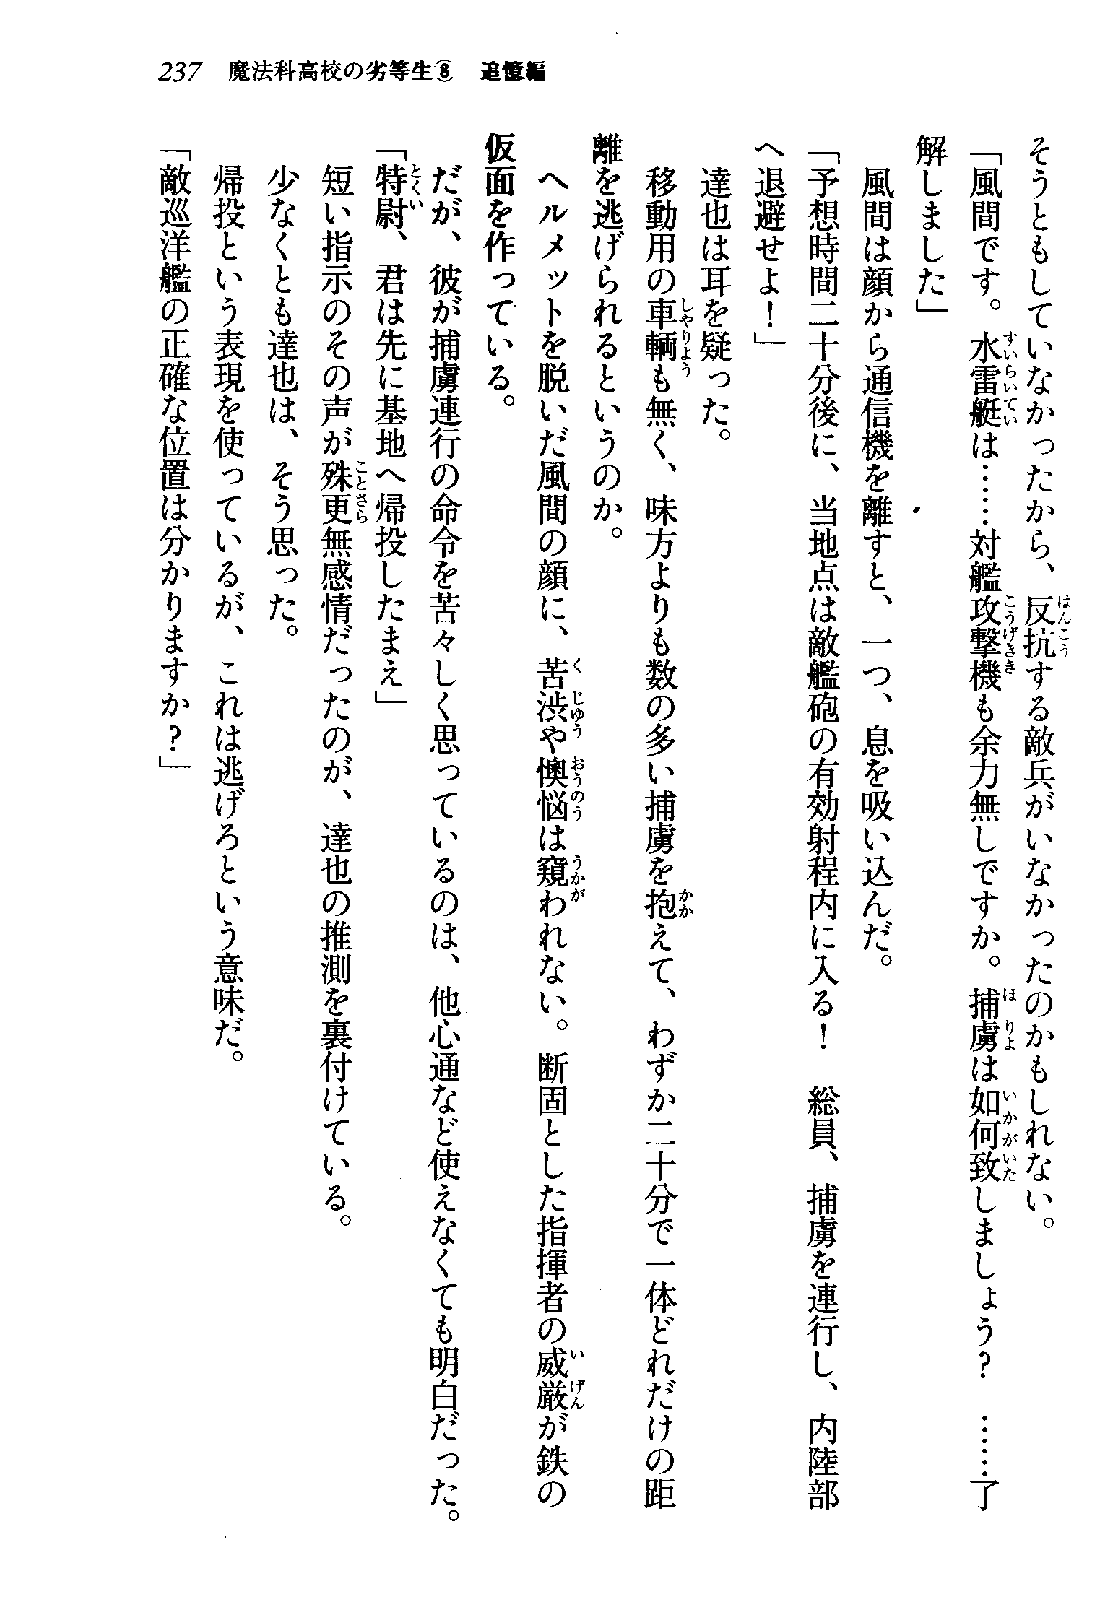 237 魔法科高校の劣等生⑧ 追憶編
そうともしていなかったから、反抗する敵兵がいなかったのかもしれない。
「風間です。水雷艇は……対艦攻撃機も余力無しですか。捕虜は如何致しましょう？　……了
解しました」
風間は顔から通信機を離すと、一つ、息を吸い込んだ。
「予想時間二十分後に、当地点は敵艦砲の有効射程内に入る！　総員、捕虜を連行し、内陸部
へ退避せよ！」
達也は耳を疑った。
移動用の車輌も無く、味方よりも数の多い捕虜を抱えて、わずか二十分で一体どれだけの距
離を逃げられるというのか。
ヘルメットを脱いだ風間の顔に、苦渋や懊悩は窺われない。断固とした指揮者の威厳が鉄の
仮面を作っている。
だが、彼が捕虜連行の命令を苦々しく思っているのは、他心通など使えなくても明白だった。
「特尉、君は先に基地へ帰投したまえ」
短い指示のその声が殊更無感情だったのが、達也の推測を裏付けている。
少なくとも達也は、そう思った。
帰投という表現を使っているが、これは逃げろという意味だ。
「敵巡洋艦の正確な位置は分かりますか？」